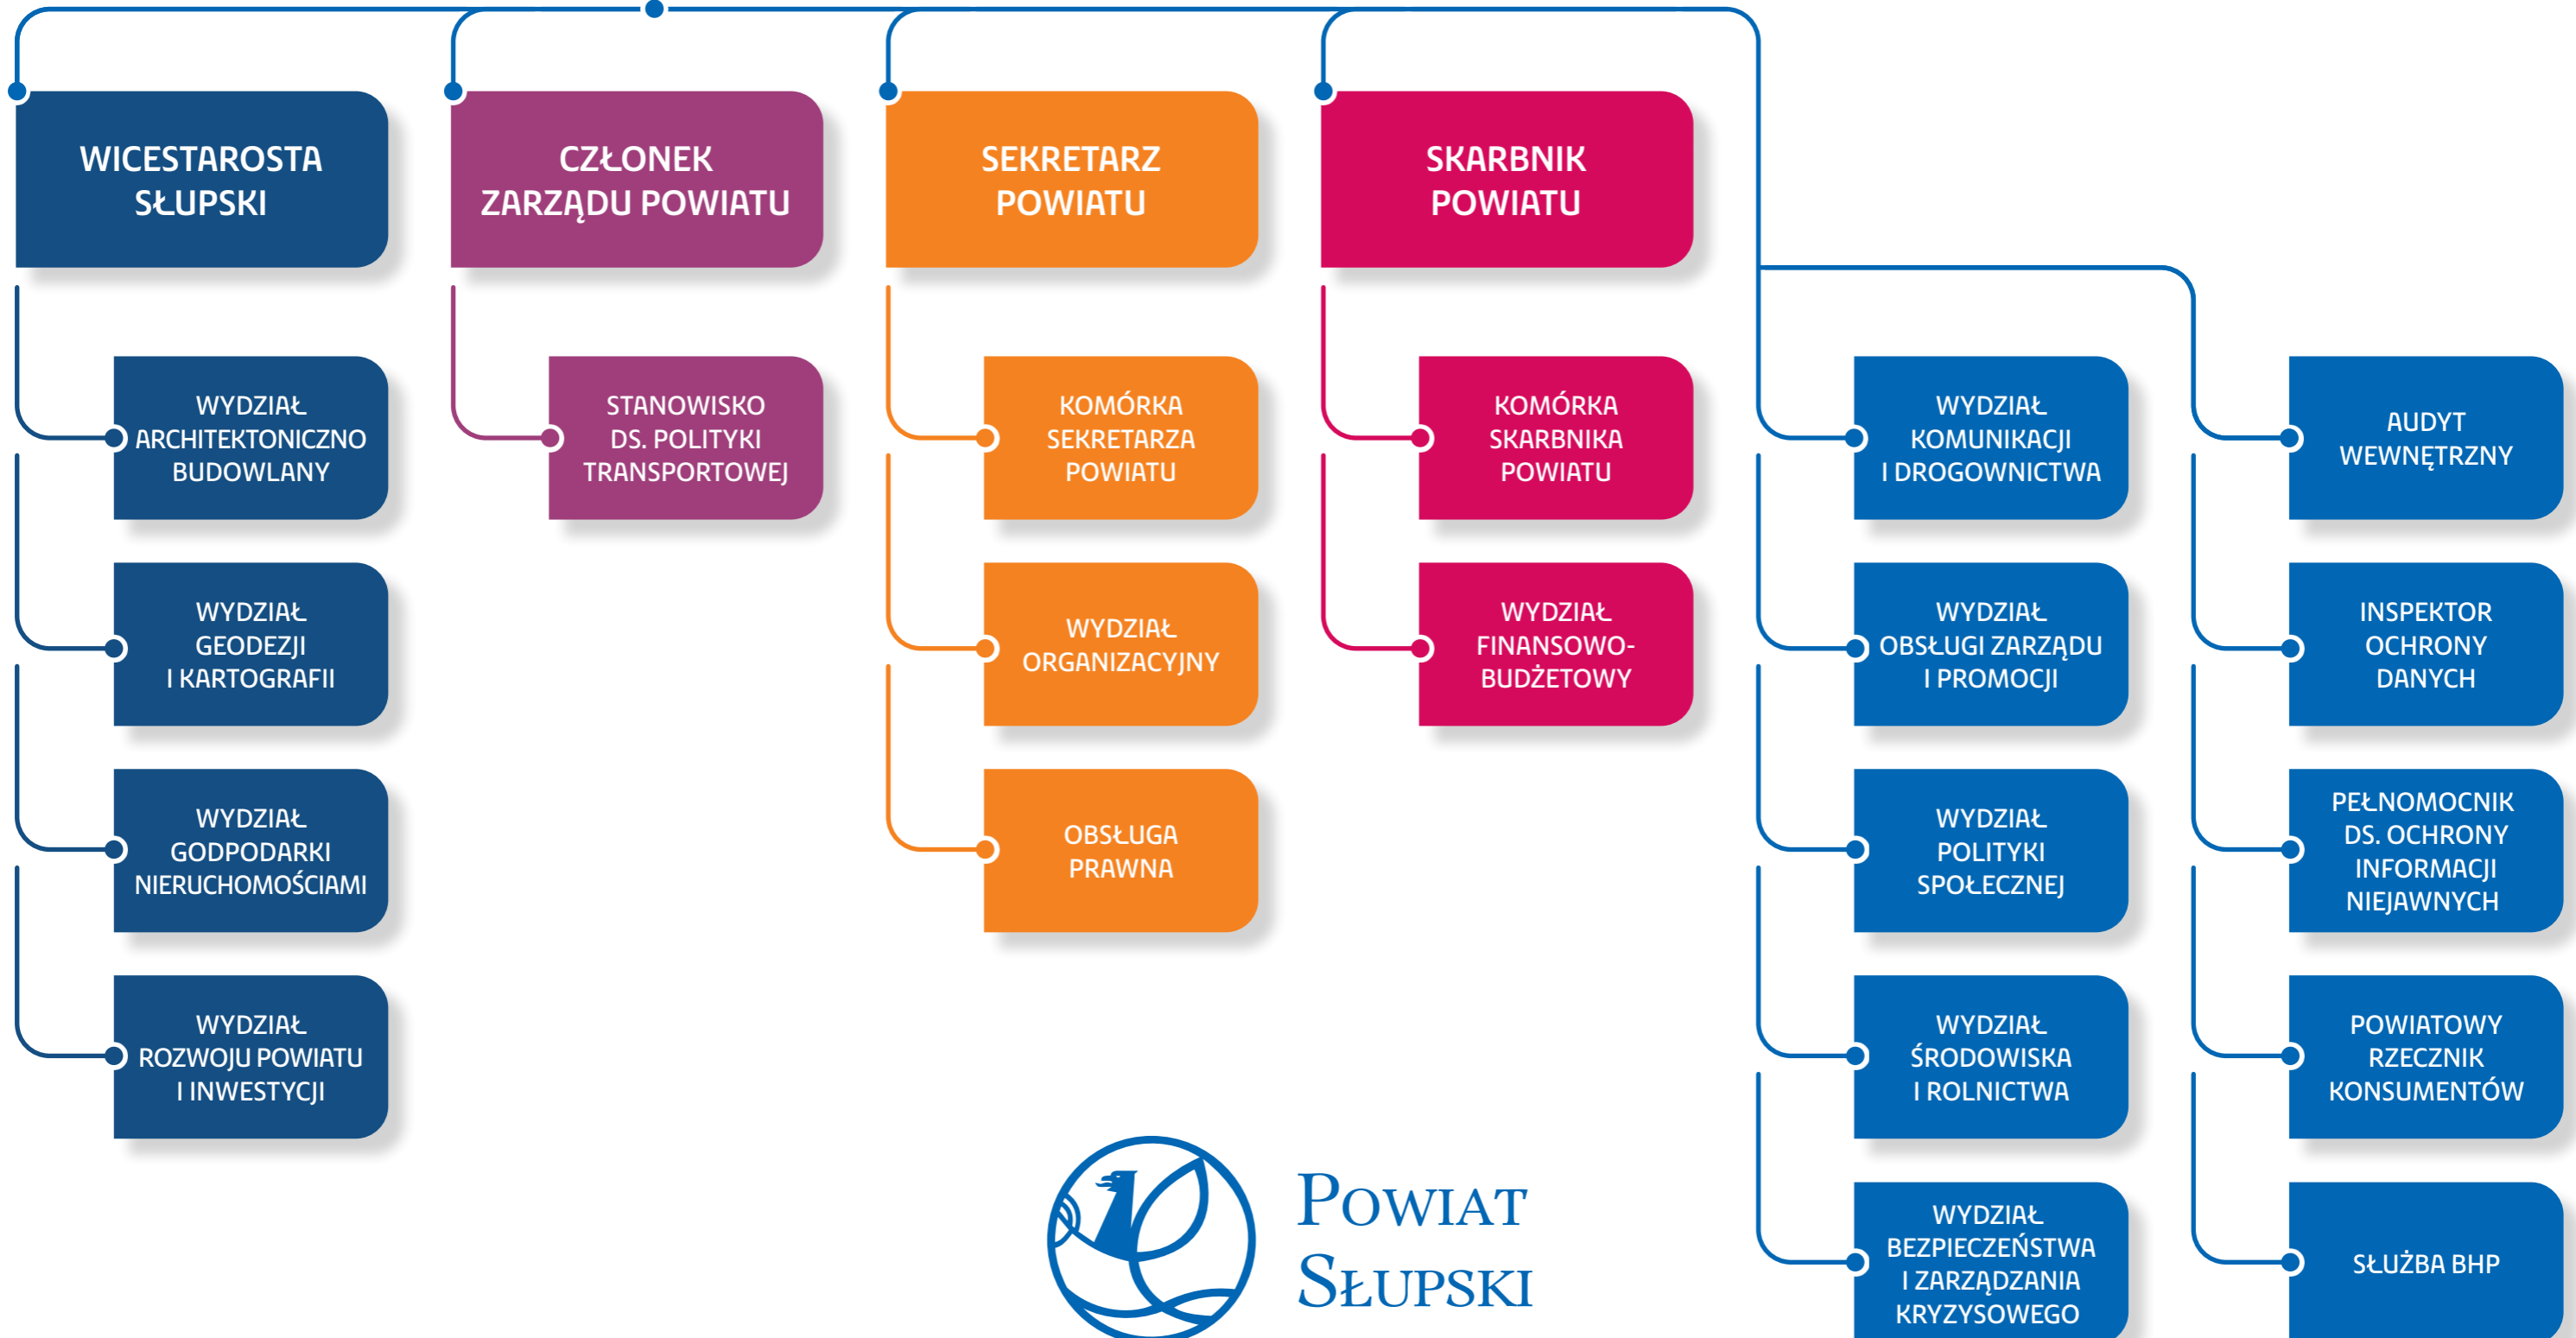 WICESTAROSTA
SŁUPSKI
WYDZIAŁ
ARCHITEKTONICZNO
BUDOWLANY
WYDZIAŁ
GEODEZJI
I KARTOGRAFII
WYDZIAŁ
GODPODARKI
NIERUCHOMOŚCIAMI
WYDZIAŁ
ROZWOJU POWIATU
I INWESTYCJI
CZŁONEK
ZARZĄDU POWIATU
STANOWISKO
DS. POLITYKI
TRANSPORTOWEJ
SEKRETARZ
POWIATU
KOMÓRKA
SEKRETARZA
POWIATU
WYDZIAŁ
ORGANIZACYJNY
OBSŁUGA
PRAWNA
SKARBNIK
POWIATU
KOMÓRKA
SKARBNIKA
POWIATU
WYDZIAŁ
FINANSOWO-
BUDŻETOWY
WYDZIAŁ
KOMUNIKACJI
I DROGOWNICTWA
WYDZIAŁ
OBSŁUGI ZARZĄDU
I PROMOCJI
WYDZIAŁ
POLITYKI
SPOŁECZNEJ
WYDZIAŁ
ŚRODOWISKA
I ROLNICTWA
WYDZIAŁ
BEZPIECZEŃSTWA
I ZARZĄDZANIA
KRYZYSOWEGO
AUDYT
WEWNĘTRZNY
INSPEKTOR
OCHRONY
DANYCH
PEŁNOMOCNIK
DS. OCHRONY
INFORMACJI
NIEJAWNYCH
POWIATOWY
RZECZNIK
KONSUMENTÓW
SŁUŻBA BHP
POWIAT
SŁUPSKI